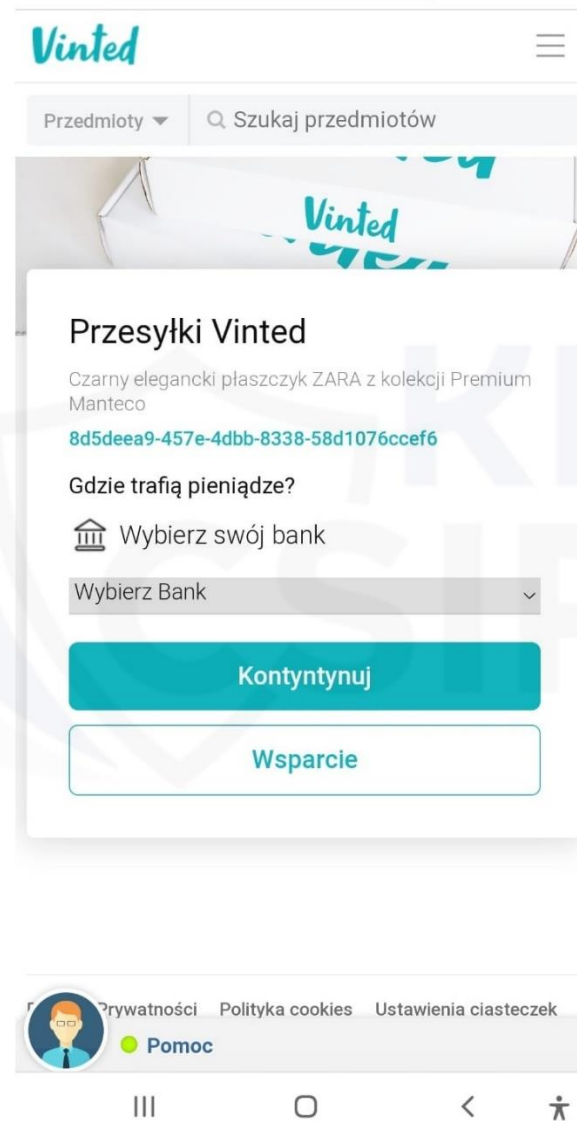 Vinted
Przedmioty
Szukaj przedmiotów
Vinted
Przesyłki Vinted
Czarny elegancki płaszczyk ZARA z kolekcji Premium
Manteco
8d5deea9-457e-4dbb-8338-58d1076ccef6
Gdzie trafią pieniądze?
Wybierz swój bank
Wybierz Bank
Kontyntynuj
Wsparcie
Prywatności Polityka cookies Ustawienia ciasteczek
Pomoc